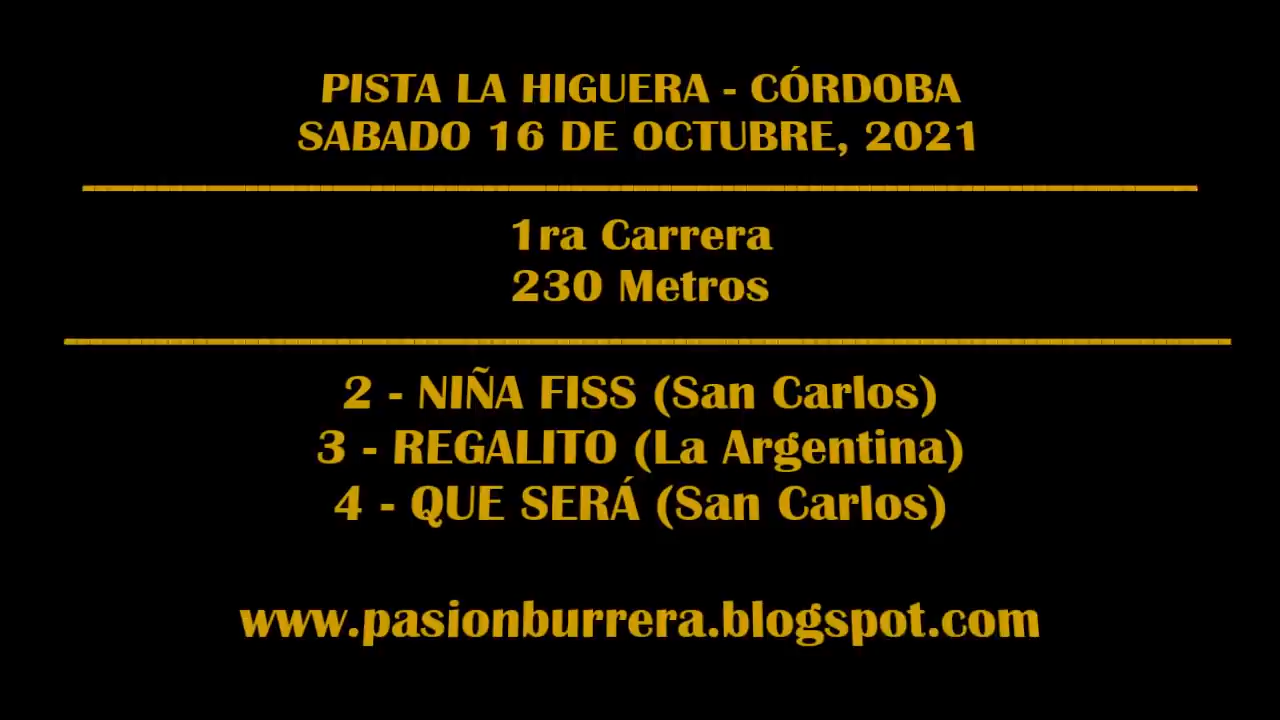 PISTA LA HIGUERA - CÓRDOBA
SABADO 16 DE OCTUBRE, 2021
1ra Carrera
230 Metros
2 - NIÑA FISS (San Carlos)
3 - REGALITO (La Argentina)
4 - QUE SERÁ (San Carlos)
www.pasionburrera.blogspot.com